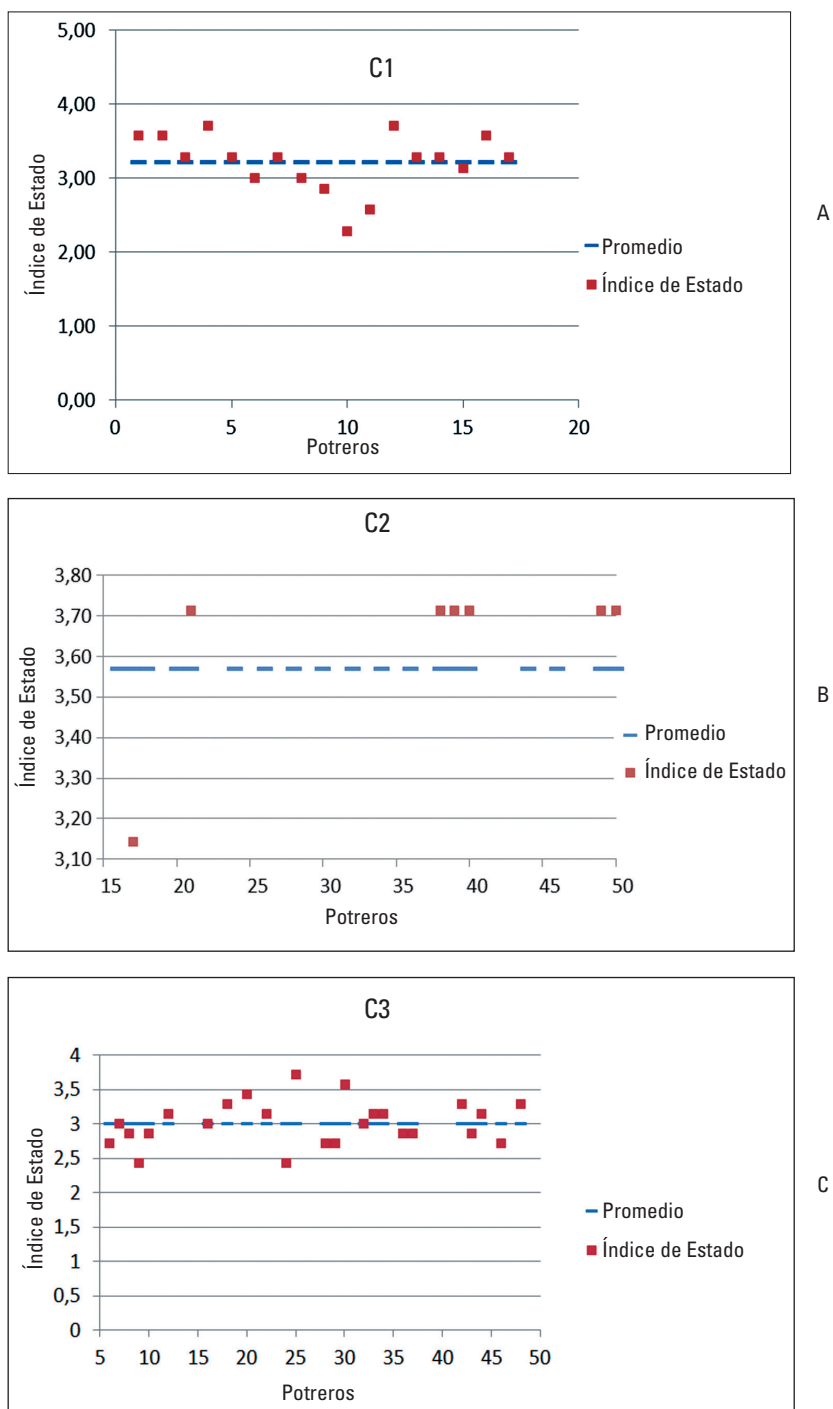 C1
5,00
4,00
3,00
2,00
1,00
0,00
Índice de Estado
0 5 10 15 20
Potreros
Promedio
Índice de Estado
A
C2
3,80
3,70
3,60
3,50
3,40
3,30
3,20
3,10
Índice de Estado
15 20 25 30 35 40 45 50
Potreros
Promedio
Índice de Estado
B
C3
4
3,5
3
2,5
2
1,5
1
0,5
0
Índice de Estado
5 10 15 20 25 30 35 40 45 50
Potreros
Promedio
Índice de Estado
C